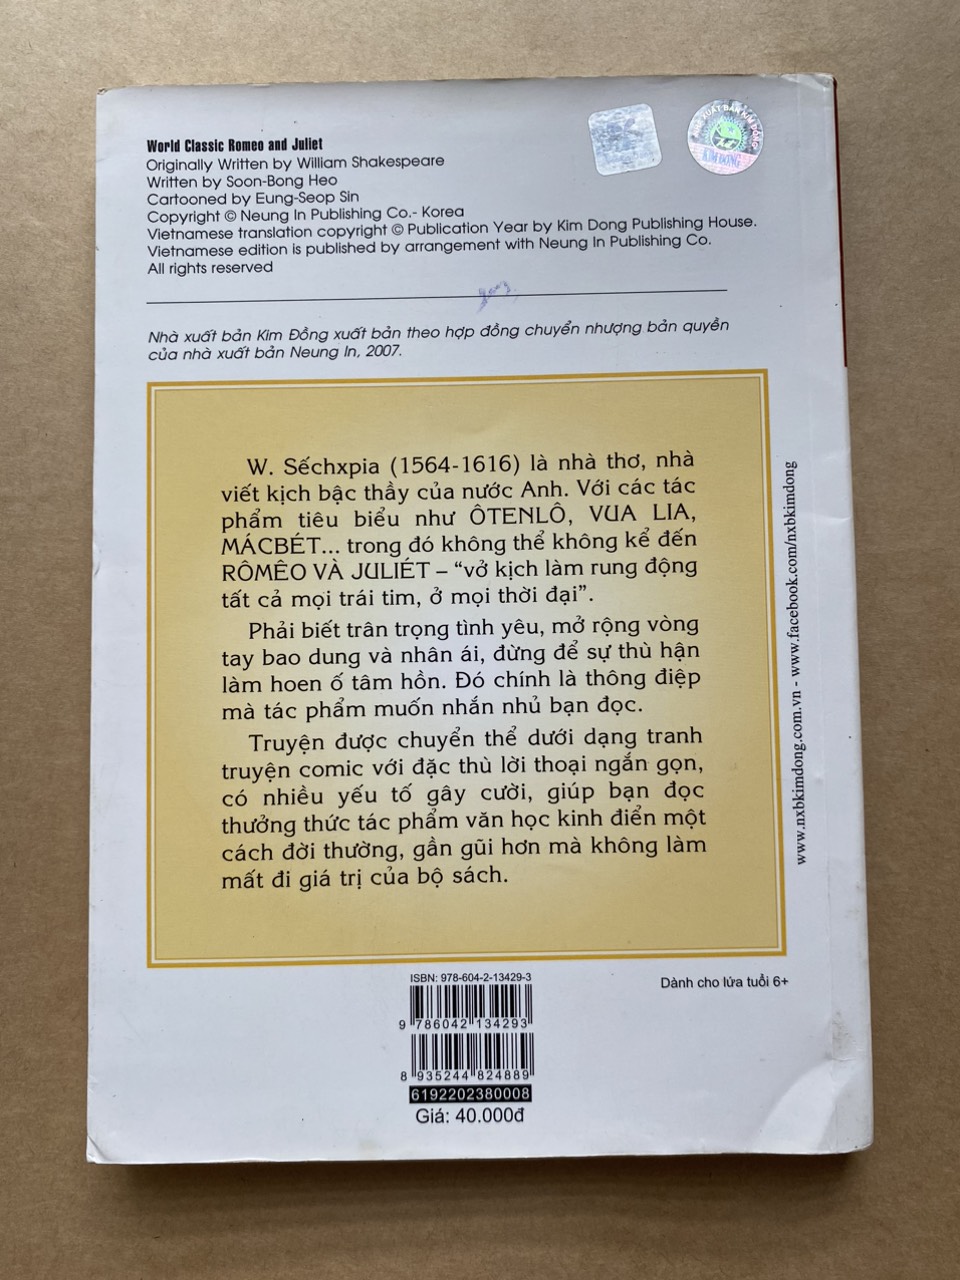 World Classic Romeo and Juliet
Originally Written by William Shakespeare
Written by Soon-Bong Heo
Cartooned by Eung-Seop Sin
Copyright © Neung In Publishing Co.- Korea
Vietnamese translation copyright © Publication Year by Kim Dong Publishing House.
Vietnamese edition is published by arrangement with Neung In Publishing Co.
All rights reserved
NHÀ XUẤT BẢN KIM ĐỒNG
KIM ĐỒNG
Nhà xuất bản Kim Đồng xuất bản theo hợp đồng chuyển nhượng bản quyền
của nhà xuất bản Neung In, 2007.
W. Sếchxpia (1564-1616) là nhà thơ, nhà
viết kịch bậc thầy của nước Anh. Với các tác
phẩm tiêu biểu như ÔTENLÔ, VUA LIA,
MÁCBÉT... trong đó không thể không kể đến
RÔMÊO VÀ JULIÉT – “vở kịch làm rung động
tất cả mọi trái tim, ở mọi thời đại”.
Phải biết trân trọng tình yêu, mở rộng vòng
tay bao dung và nhân ái, đừng để sự thù hận
làm hoen ố tâm hồn. Đó chính là thông điệp
mà tác phẩm muốn nhắn nhủ bạn đọc.
Truyện được chuyển thể dưới dạng tranh
truyện comic với đặc thù lời thoại ngắn gọn,
có nhiều yếu tố gây cười, giúp bạn đọc
thưởng thức tác phẩm văn học kinh điển một
cách đời thường, gần gũi hơn mà không làm
mất đi giá trị của bộ sách.
www.nxbkimdong.com.vn - www.facebook.com/nxbkimdong
ISBN: 978-604-2-13429-3
9 786042 134293
8 935244 824889
6192202380008
Giá: 40.000đ
Dành cho lứa tuổi 6+